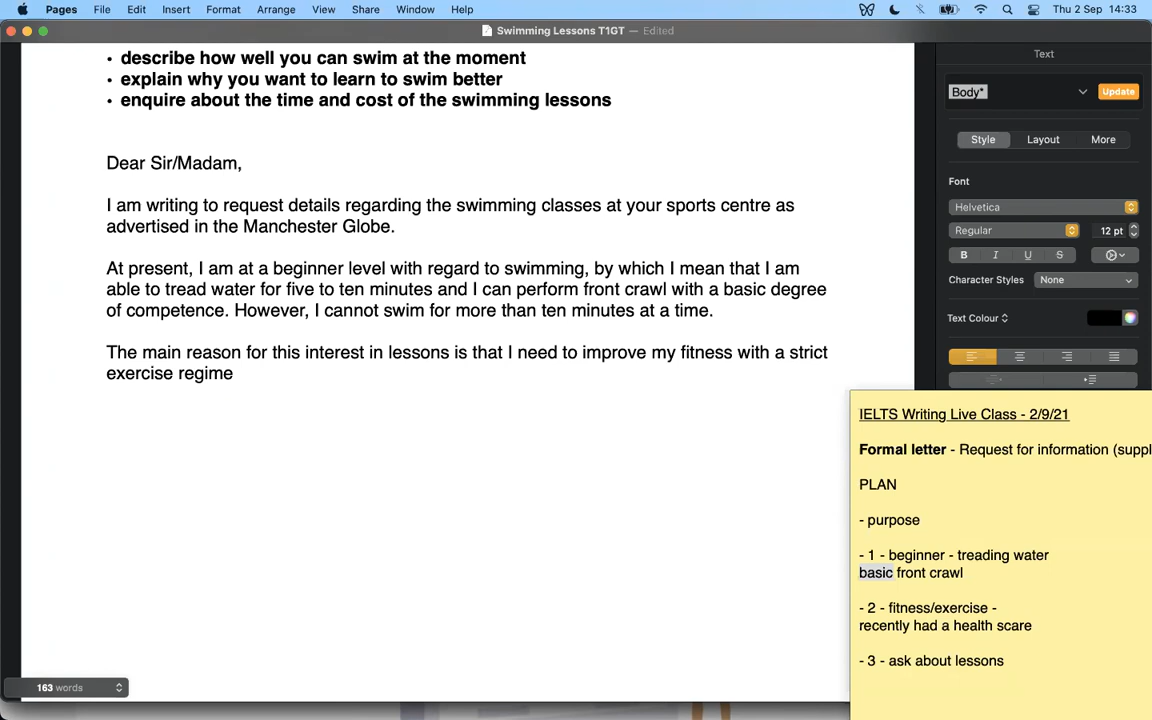 Pages File Edit Insert Format Arrange View Share Window Help Thu 2 Sep 14:33
Swimming Lessons T1GT — Edited
Text
• describe how well you can swim at the moment
• explain why you want to learn to swim better
• enquire about the time and cost of the swimming lessons
Dear Sir/Madam,
I am writing to request details regarding the swimming classes at your sports centre as
advertised in the Manchester Globe.
At present, I am at a beginner level with regard to swimming, by which I mean that I am
able to tread water for five to ten minutes and I can perform front crawl with a basic degree
of competence. However, I cannot swim for more than ten minutes at a time.
The main reason for this interest in lessons is that I need to improve my fitness with a strict
exercise regime
163 words
Body* Update
Style Layout More
Font
Helvetica
Regular 12 pt
B I U S
Character Styles None
Text Colour
IELTS Writing Live Class - 2/9/21
Formal letter - Request for information (suppl
PLAN
- purpose
- 1 - beginner - treading water
basic front crawl
- 2 - fitness/exercise -
recently had a health scare
- 3 - ask about lessons